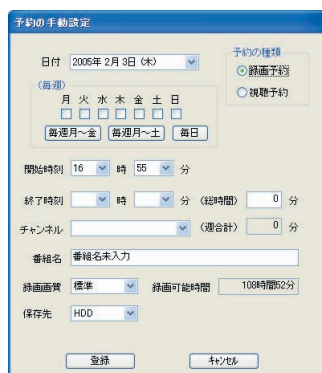 予約の手動設定
日付 2005年 2月 3日 (木)
予約の種類
録画予約
視聴予約
(毎週)
月 火 水 木 金 土 日
毎週月~金 毎週月~土 毎日
開始時刻 16 時 55 分
終了時刻 時 分 (総時間) 0 分
チャンネル (週合計) 0 分
番組名 番組名未入力
録画画質 標準 録画可能時間 108時間52分
保存先 HDD
登録 キャンセル